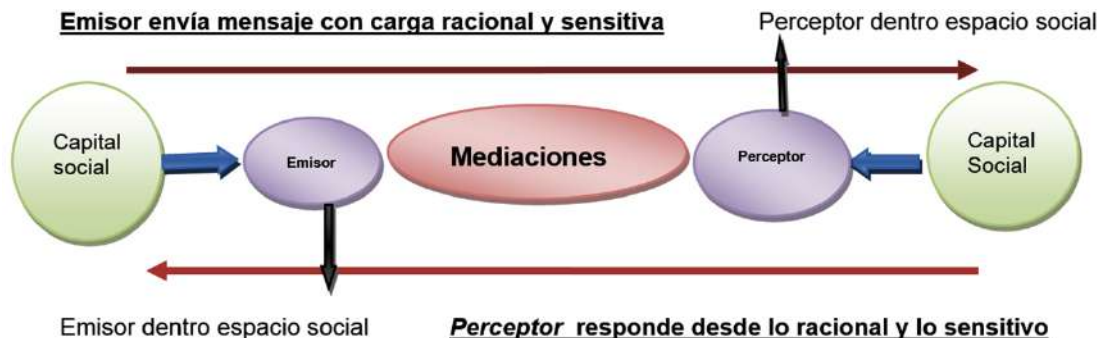 Emisor envía mensaje con carga racional y sensitiva
Perceptor dentro espacio social
Capital
social
Emisor
Mediaciones
Perceptor
Capital
Social
Emisor dentro espacio social
Perceptor responde desde lo racional y lo sensitivo